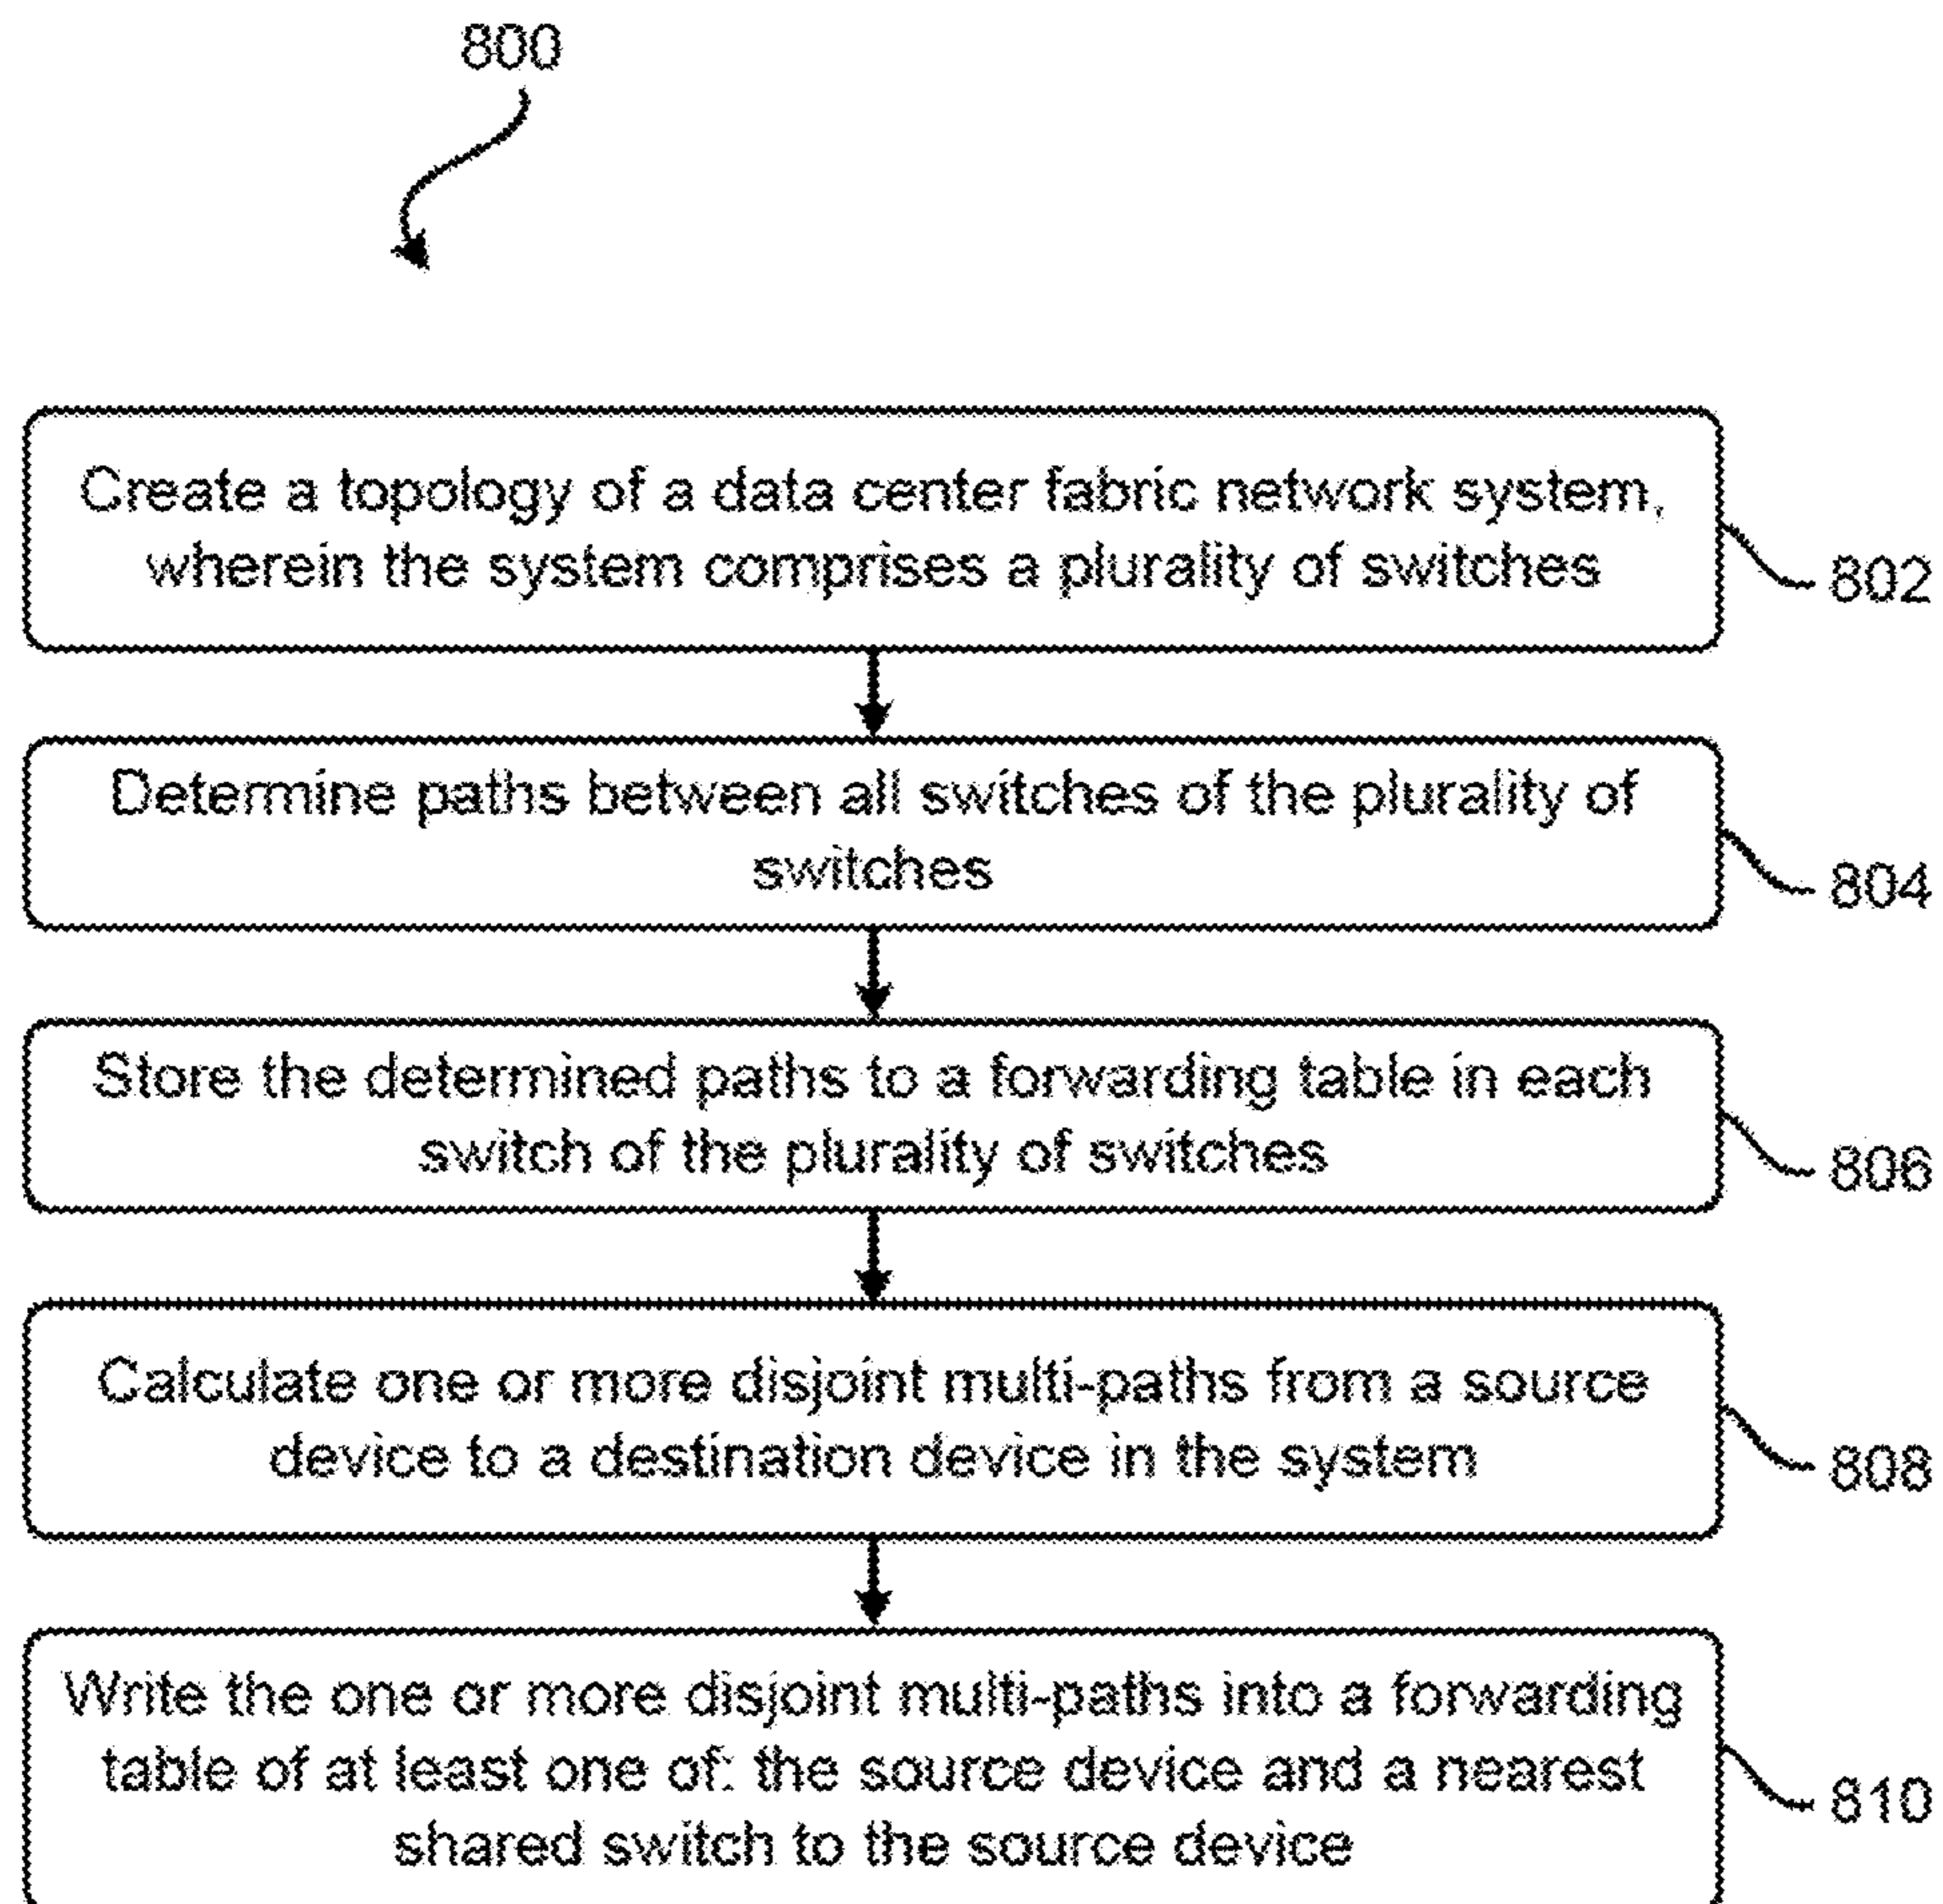 800
Create a topology of a data center fabric network system,
wherein the system comprises a plurality of switches
802
Determine paths between all switches of the plurality of
switches
804
Store the determined paths to a forwarding table in each
switch of the plurality of switches
806
Calculate one or more disjoint multi-paths from a source
device to a destination device in the system
808
Write the one or more disjoint multi-paths into a forwarding
table of at least one of: the source device and a nearest
shared switch to the source device
810